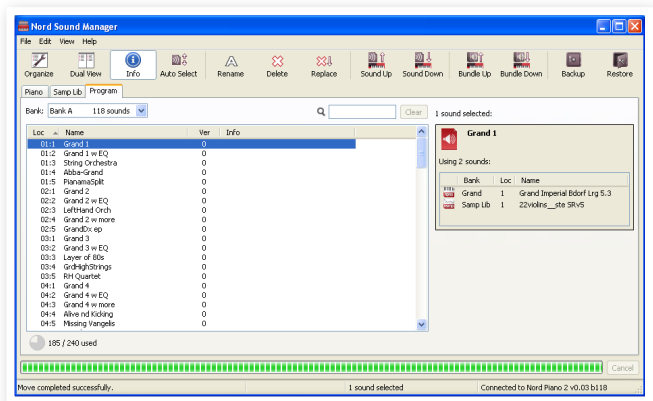 Nord Sound Manager
File Edit View Help
Organize Dual View Info Auto Select Rename Delete Replace Sound Up Sound Down Bundle Up Bundle Down Backup Restore
Piano Samp Lib Program
Bank: Bank A 118 sounds Clear 1 sound selected:
Loc Name Ver Info
01:1 Grand 1 0
01:2 Grand 1 w EQ 0
01:3 String Orchestra 0
01:4 Abba-Grand 0
01:5 PianamaSplit 0
02:1 Grand 2 0
02:2 Grand 2 w EQ 0
02:3 LeftHand Orch 0
02:4 Grand 2 w more 0
02:5 GrandDx ep 0
03:1 Grand 3 0
03:2 Grand 3 w EQ 0
03:3 Layer of 80s 0
03:4 GrdHighStrings 0
03:5 RH Quartet 0
04:1 Grand 4 0
04:2 Grand 4 w EQ 0
04:3 Grand 4 w more 0
04:4 Alive nd Kicking 0
04:5 Missing Vangelis 0
Grand 1
Using 2 sounds:
Bank Loc Name
Grand 1 Grand Imperial Bdorf Lrg 5.3
Samp Lib 1 22violins__ste SRv5
185 / 240 used
Cancel
Move completed successfully. 1 sound selected Connected to Nord Piano 2 v0.03 b118